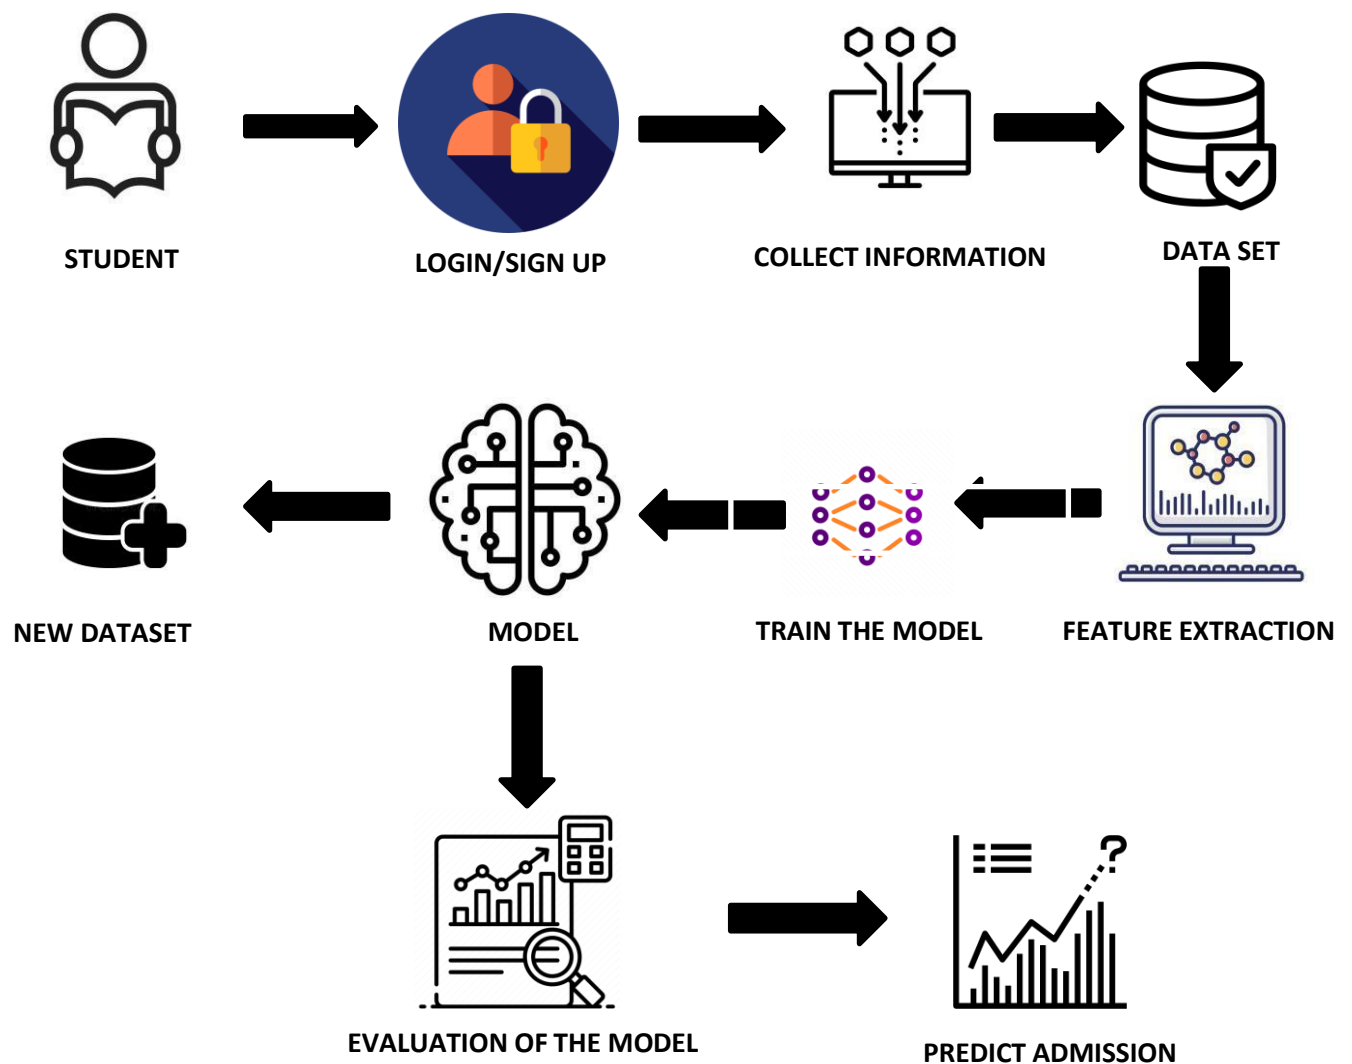 STUDENT
LOGIN/SIGN UP
COLLECT INFORMATION
DATA SET
NEW DATASET
MODEL
TRAIN THE MODEL
FEATURE EXTRACTION
?
EVALUATION OF THE MODEL
PREDICT ADMISSION